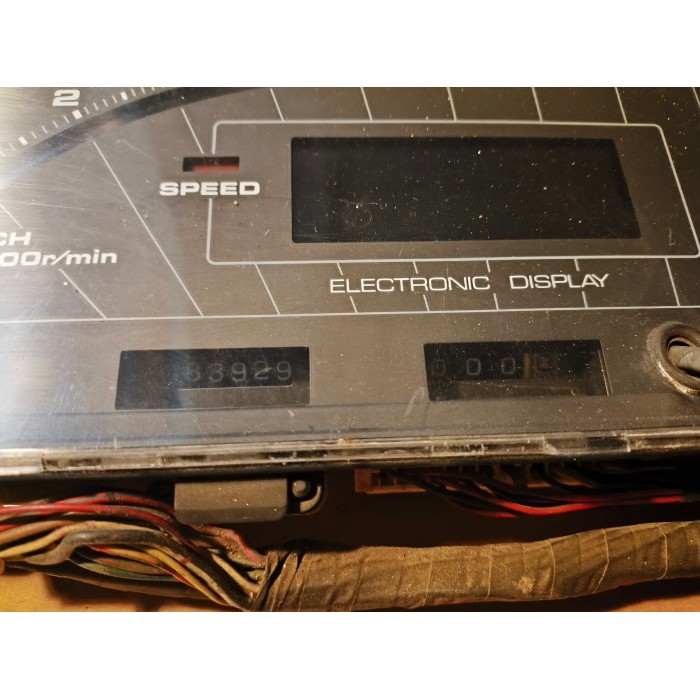 2
SPEED
CH
00r/min
ELECTRONIC DISPLAY
63929
000